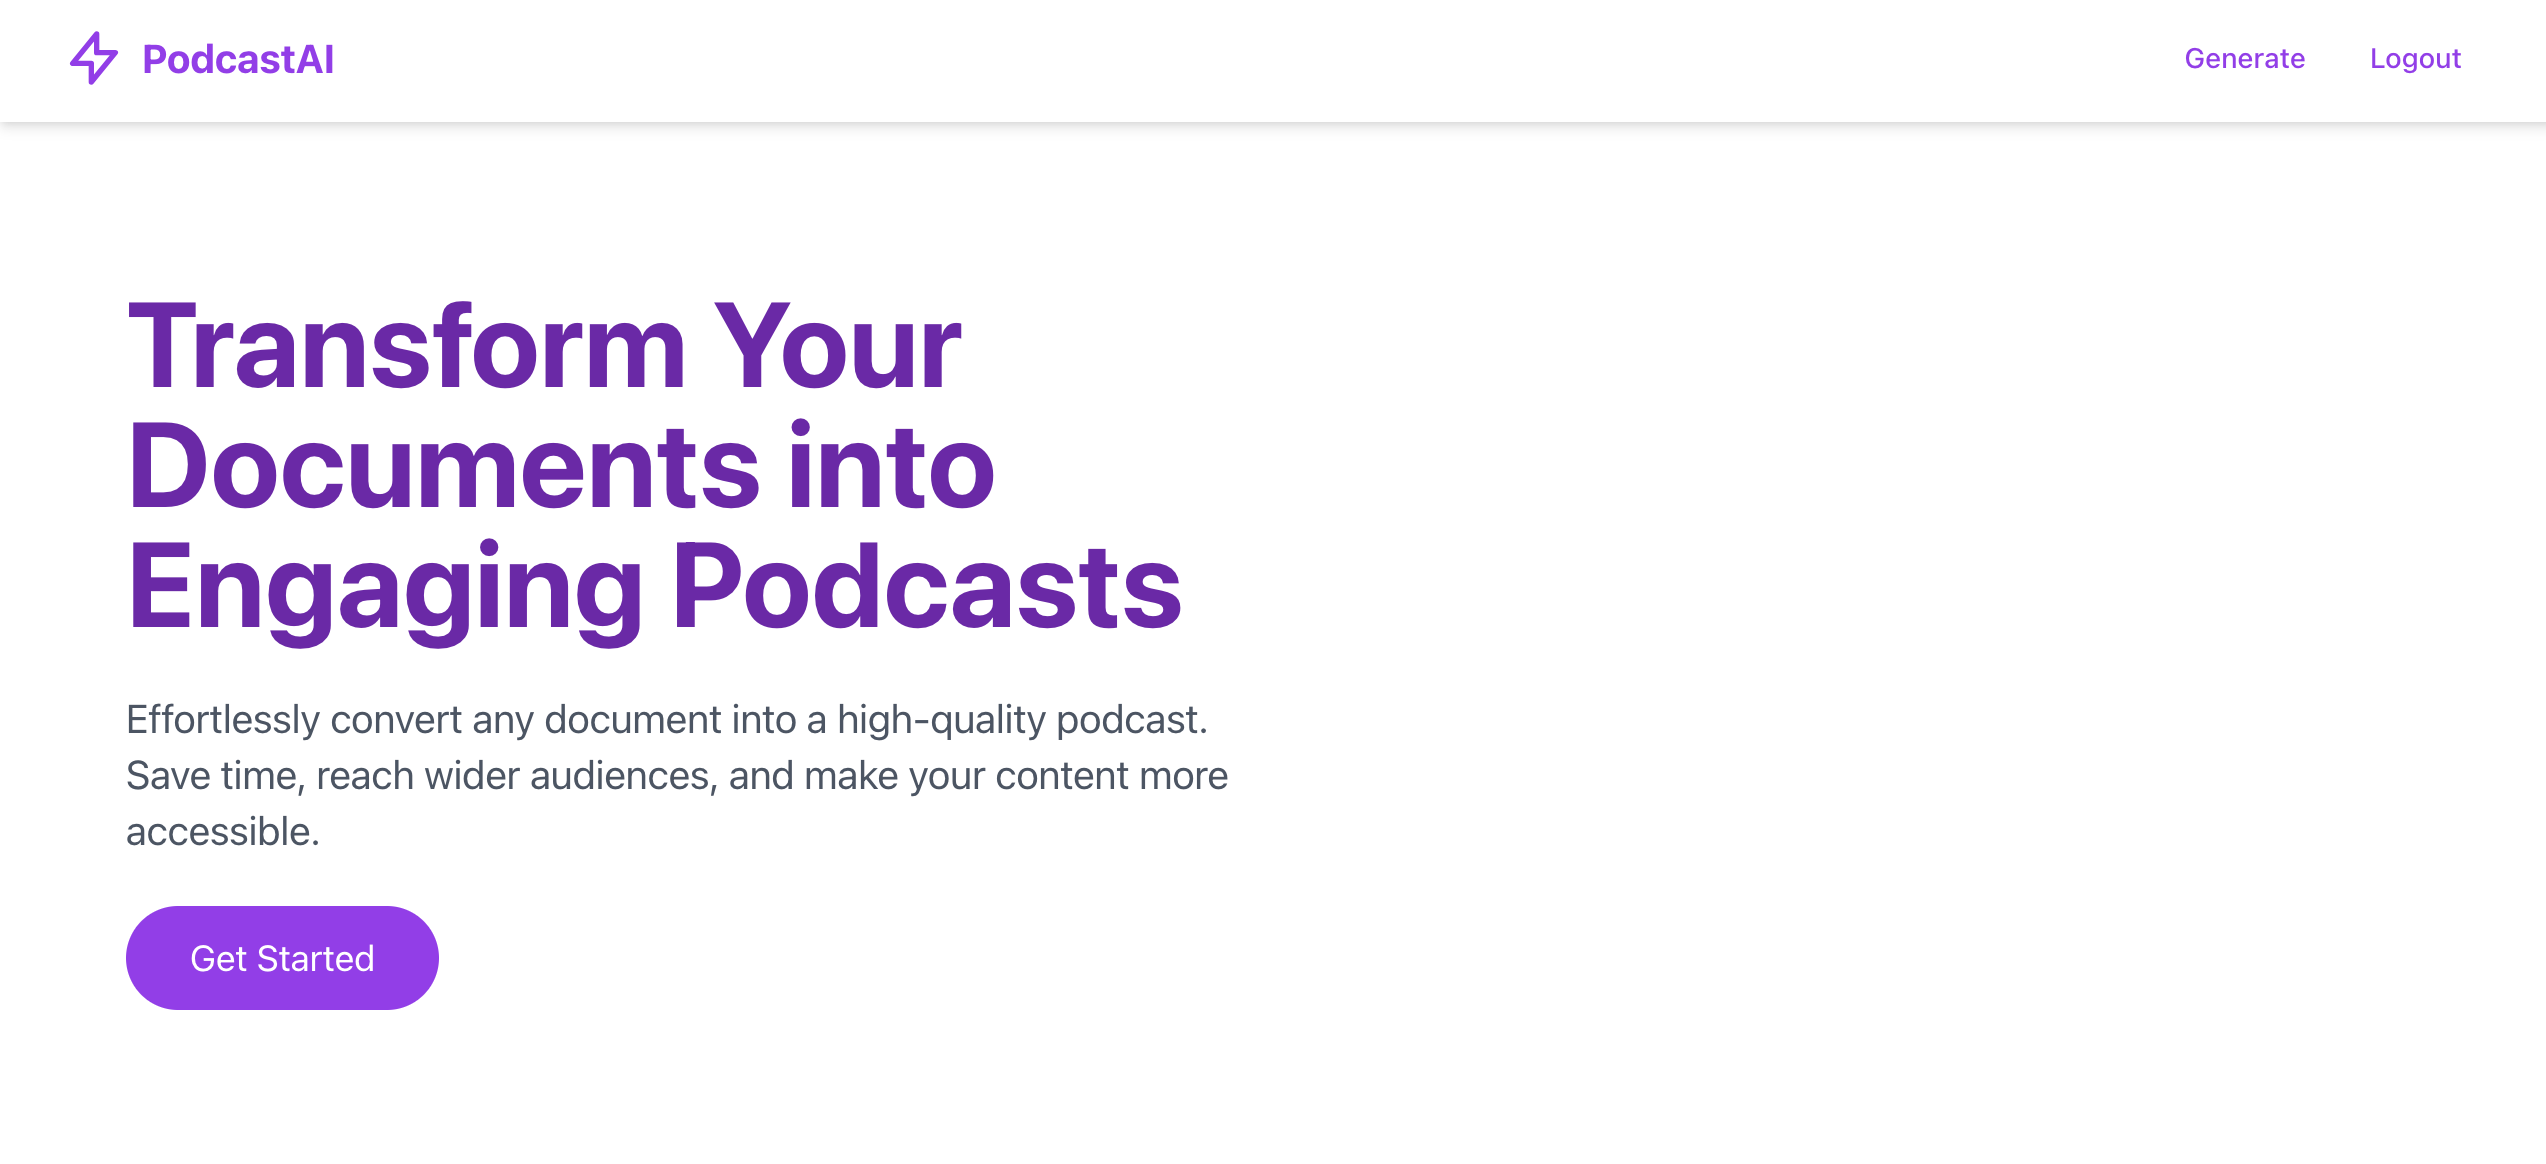 PodcastAI
Generate
Logout
Transform Your
Documents into
Engaging Podcasts
Effortlessly convert any document into a high-quality podcast.
Save time, reach wider audiences, and make your content more
accessible.
Get Started